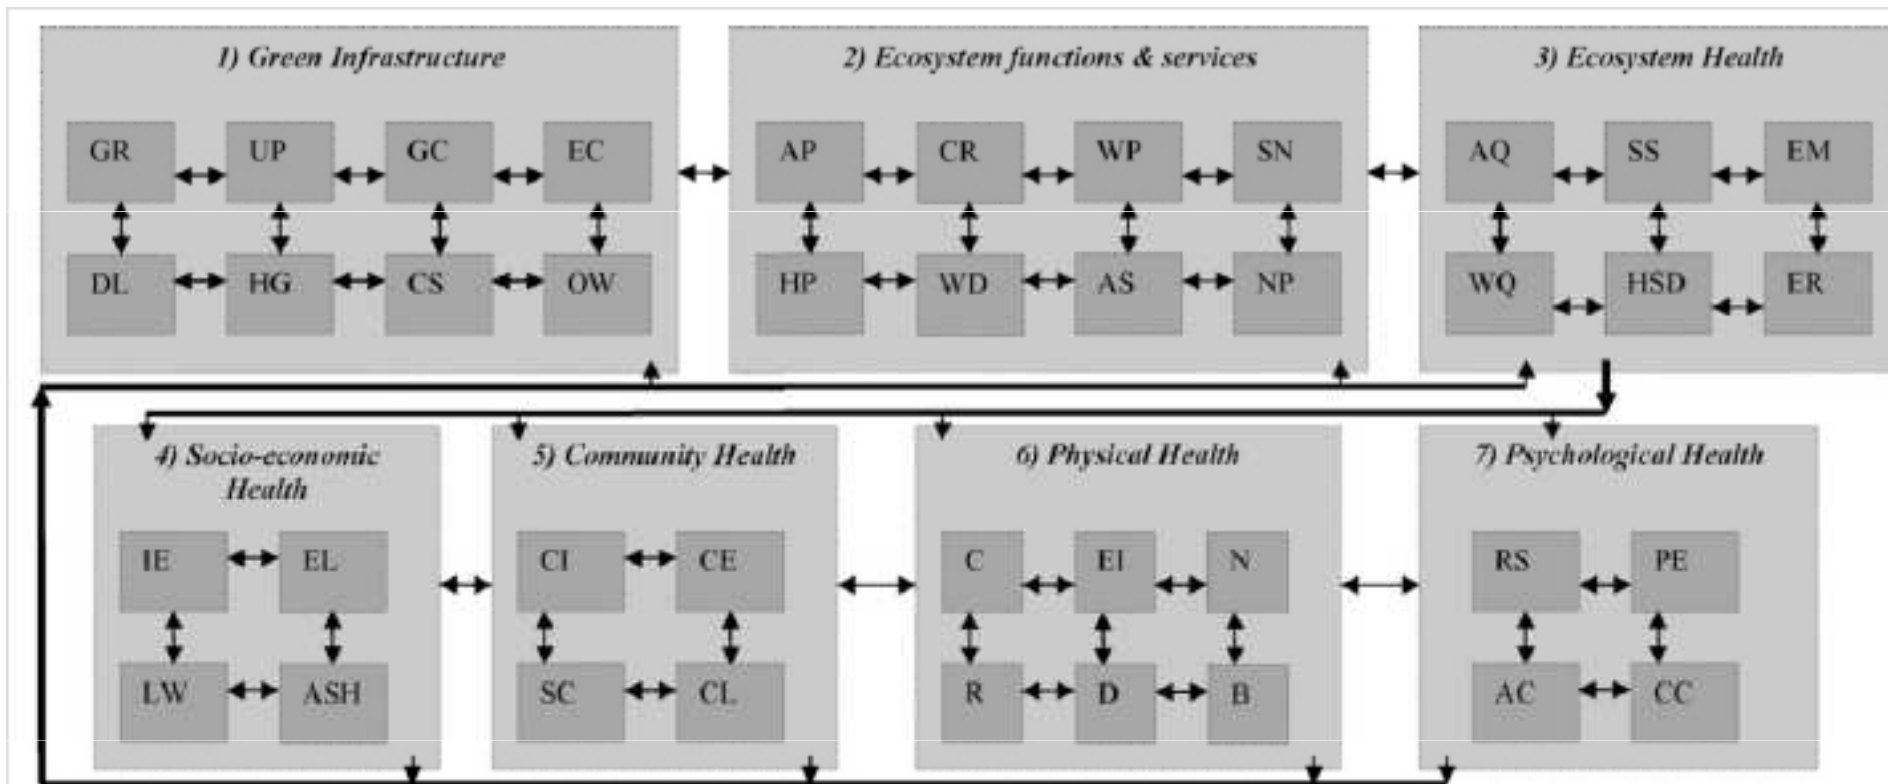 1) Green Infrastructure
GR UP GC EC
DL HG CS OW
2) Ecosystem functions & services
AP CR WP SN
HP WD AS NP
3) Ecosystem Health
AQ SS EM
WQ HSD ER
4) Socio-economic
Health
IE EL
LW ASH
5) Community Health
CI CE
SC CL
6) Physical Health
C EI N
R D B
7) Psychological Health
RS PE
AC CC